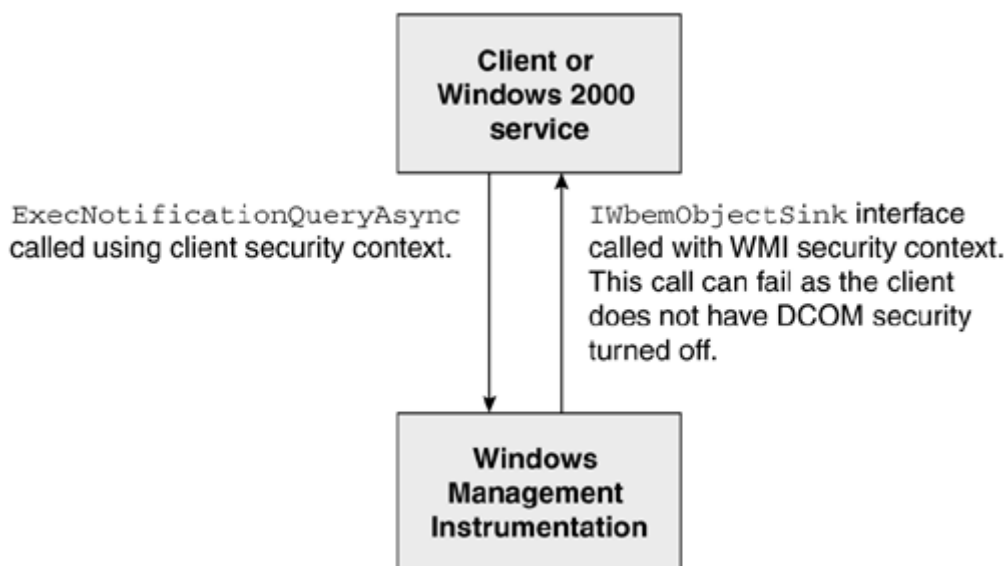 Client or
Windows 2000
service
ExecNotificationQueryAsync
called using client security context.
IWbemObjectSink interface
called with WMI security context.
This call can fail as the client
does not have DCOM security
turned off.
Windows
Management
Instrumentation